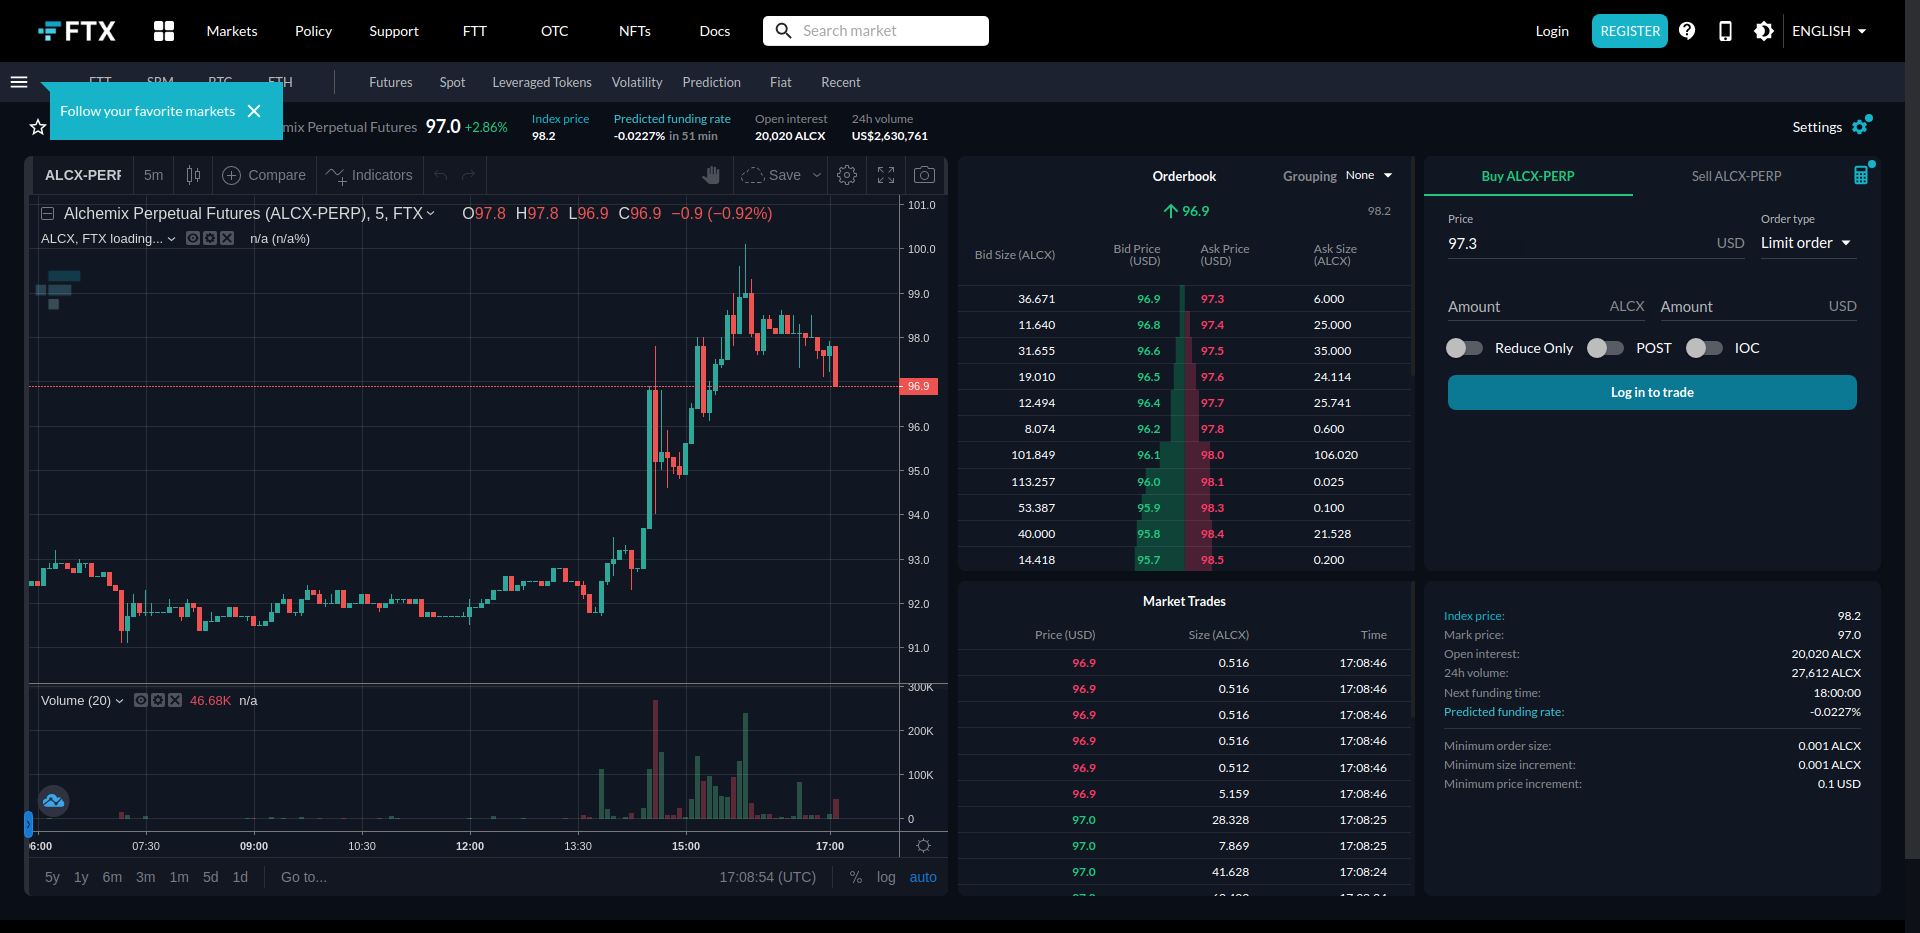 FTX Markets Policy Support FTT OTC NFTs Docs Search market Login REGISTER ENGLISH
Futures Spot Leveraged Tokens Volatility Prediction Fiat Recent
Follow your favorite markets
Perpetual Futures 97.0 +2.86%
Index price
98.2
Predicted funding rate
-0.0227% in 51 min
Open interest
20,020 ALCX
24h volume
US$2,630,761
Settings
ALCX-PERP 5m Compare Indicators Save
Alchemix Perpetual Futures (ALCX-PERP), 5, FTX O97.8 H97.8 L96.9 C96.9 −0.9 (−0.92%)
ALCX, FTX loading... n/a (n/a%)
101.0
100.0
99.0
98.0
96.9
96.0
95.0
94.0
93.0
92.0
91.0
Volume (20) 46.68K n/a
300K
200K
100K
0
06:00 07:30 09:00 10:30 12:00 13:30 15:00 17:00
5y 1y 6m 3m 1m 5d 1d Go to... 17:08:54 (UTC) % log auto
Orderbook Grouping None
96.9 98.2
Bid Size (ALCX) Bid Price (USD) Ask Price (USD) Ask Size (ALCX)
36.671 96.9 97.3 6.000
11.640 96.8 97.4 25.000
31.655 96.6 97.5 35.000
19.010 96.5 97.6 24.114
12.494 96.4 97.7 25.741
8.074 96.2 97.8 0.600
101.849 96.1 98.0 106.020
113.257 96.0 98.1 0.025
53.387 95.9 98.3 0.100
40.000 95.8 98.4 21.528
14.418 95.7 98.5 0.200
Market Trades
Price (USD) Size (ALCX) Time
96.9 0.516 17:08:46
96.9 0.516 17:08:46
96.9 0.516 17:08:46
96.9 0.516 17:08:46
96.9 0.512 17:08:46
96.9 5.159 17:08:46
97.0 28.328 17:08:25
97.0 7.869 17:08:25
97.0 41.628 17:08:24
Buy ALCX-PERP Sell ALCX-PERP
Price Order type
97.3 USD Limit order
Amount ALCX Amount USD
Reduce Only POST IOC
Log in to trade
Index price: 98.2
Mark price: 97.0
Open interest: 20,020 ALCX
24h volume: 27,612 ALCX
Next funding time: 18:00:00
Predicted funding rate: -0.0227%
Minimum order size: 0.001 ALCX
Minimum size increment: 0.001 ALCX
Minimum price increment: 0.1 USD